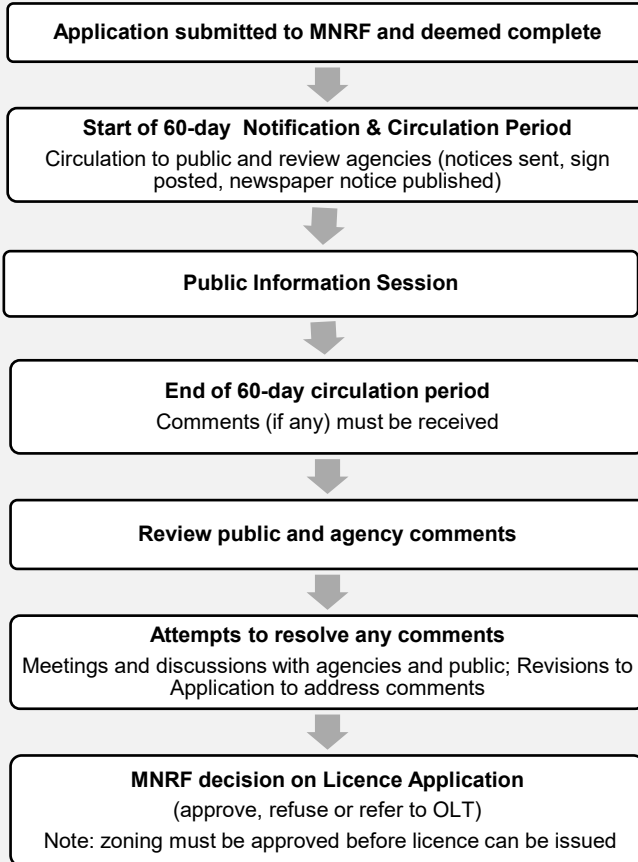 Application submitted to MNRF and deemed complete
Start of 60-day Notification & Circulation Period
Circulation to public and review agencies (notices sent, sign
posted, newspaper notice published)
Public Information Session
End of 60-day circulation period
Comments (if any) must be received
Review public and agency comments
Attempts to resolve any comments
Meetings and discussions with agencies and public; Revisions to
Application to address comments
MNRF decision on Licence Application
(approve, refuse or refer to OLT)
Note: zoning must be approved before licence can be issued